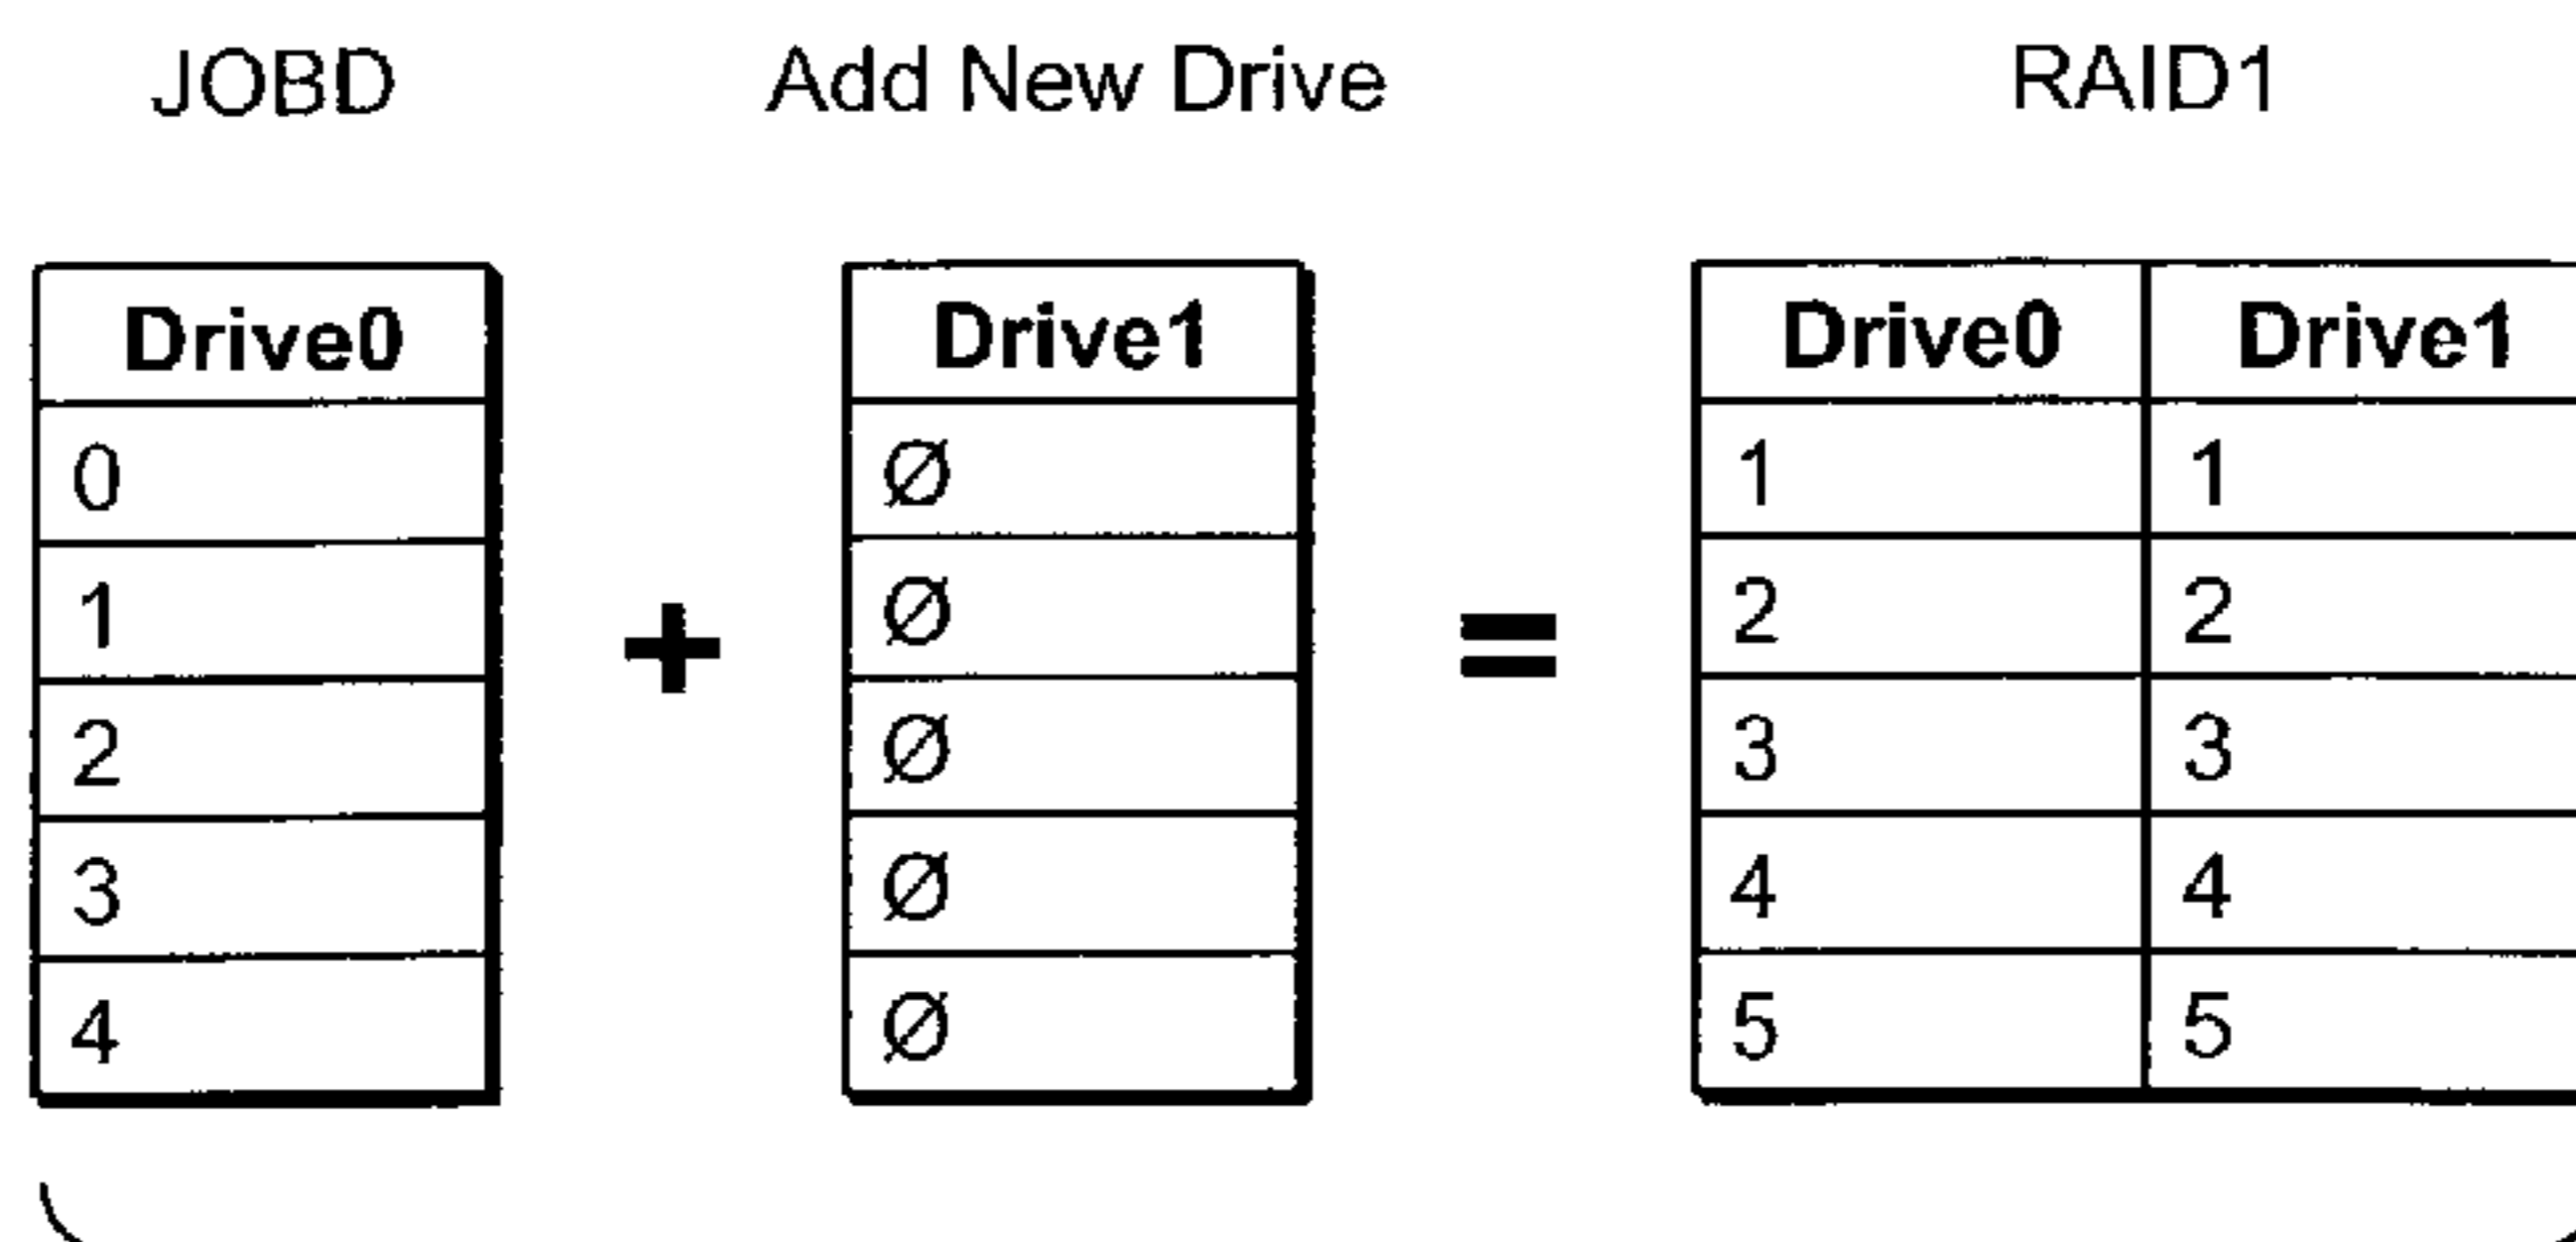 JOBD Add New Drive RAID1
Drive0 Drive1 Drive0 Drive1
0 Ø 1 1
1 Ø 2 2
+ =
2 Ø 3 3
3 Ø 4 4
4 Ø 5 5